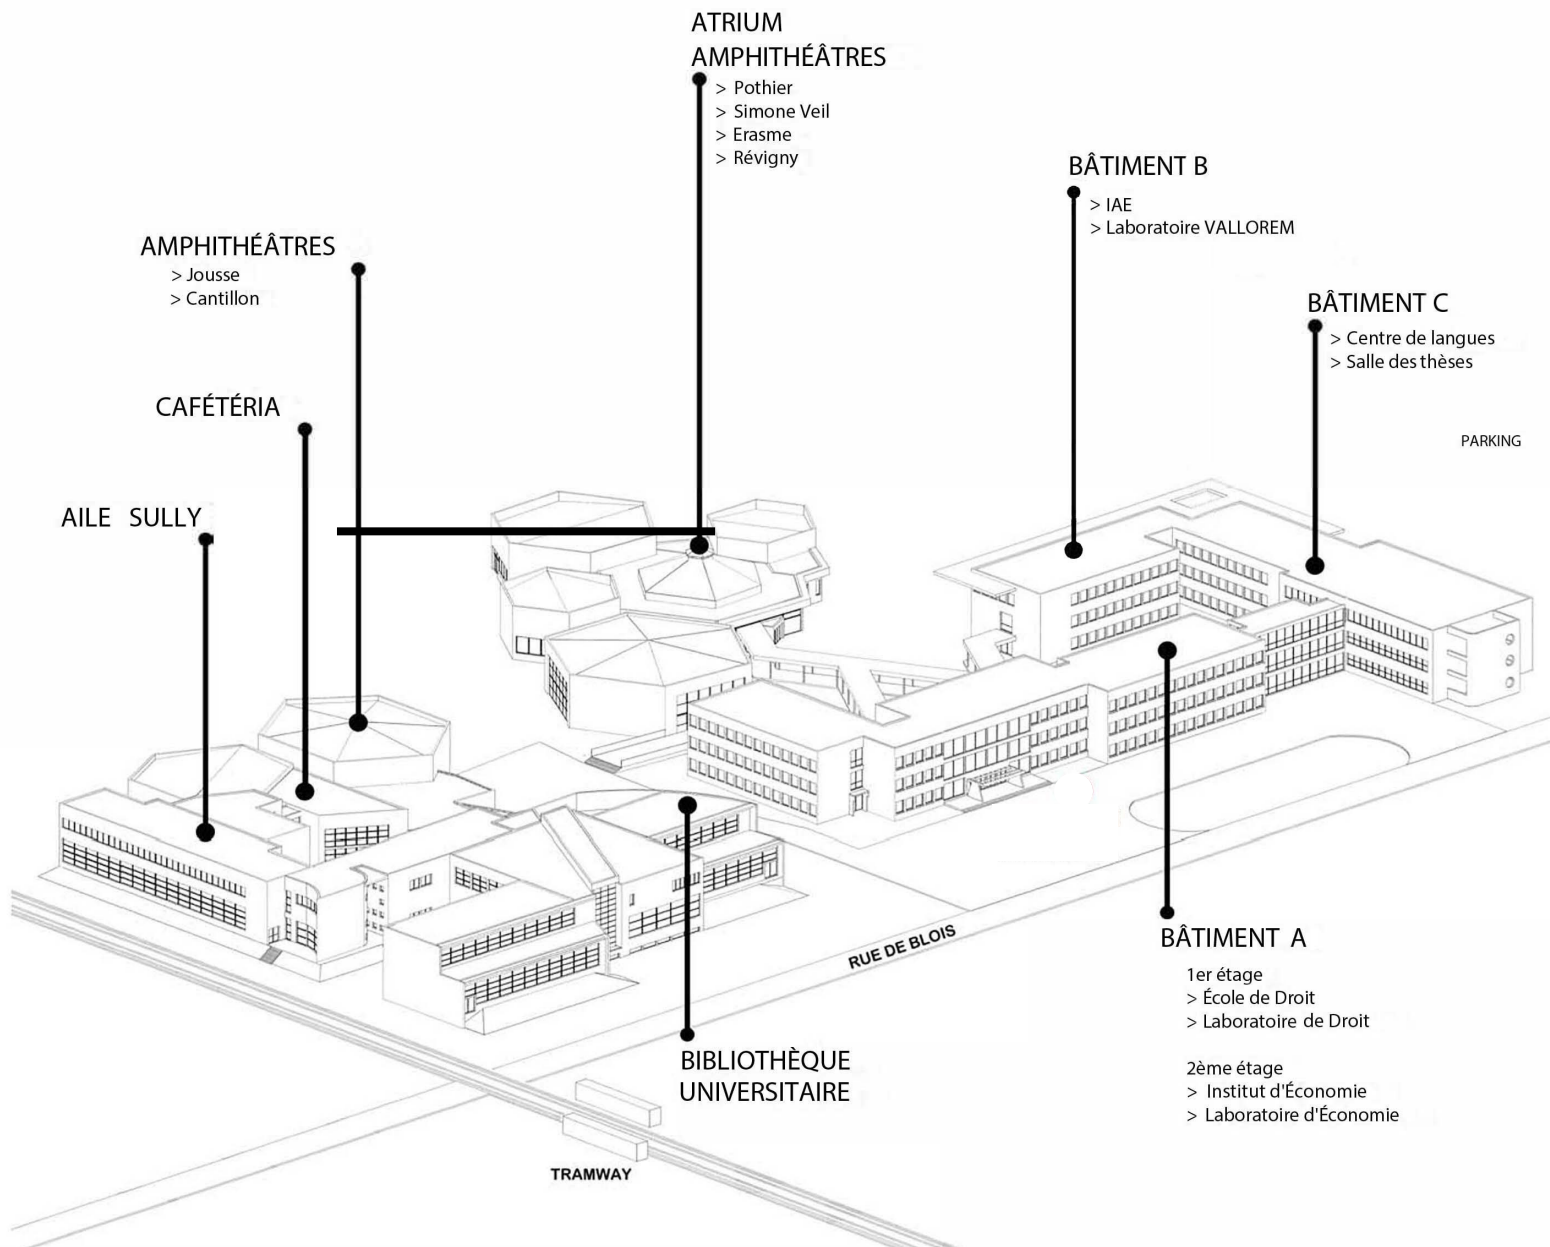 ATRIUM
AMPHITHÉÂTRES
> Pothier
> Simone Veil
> Erasme
> Révigny
BÂTIMENT B
> IAE
> Laboratoire VALLOREM
AMPHITHÉÂTRES
> Jousse
> Cantillon
BÂTIMENT C
> Centre de langues
> Salle des thèses
CAFÉTÉRIA
PARKING
AILE SULLY
RUE DE BLOIS
BÂTIMENT A
1er étage
> École de Droit
> Laboratoire de Droit
2ème étage
> Institut d'Économie
> Laboratoire d'Économie
BIBLIOTHÈQUE
UNIVERSITAIRE
TRAMWAY